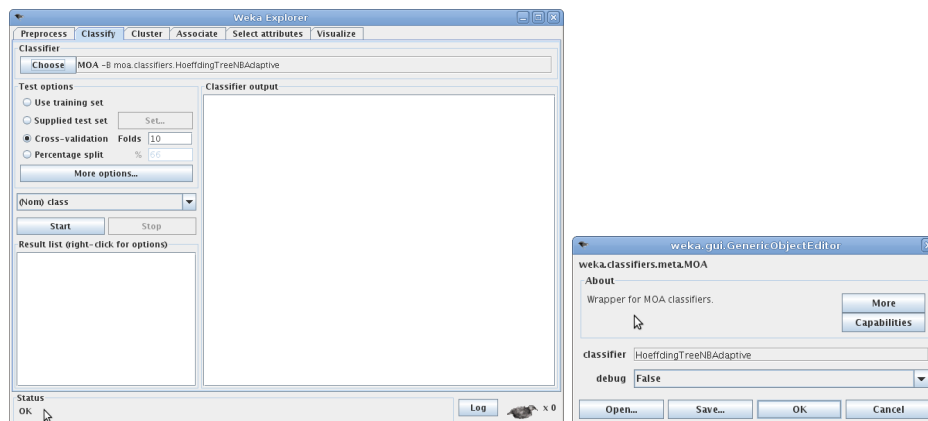 Weka Explorer
Preprocess Classify Cluster Associate Select attributes Visualize
Classifier
Choose MOA -B moa.classifiers.HoeffdingTreeNBAdaptive
Test options
Use training set
Supplied test set Set...
Cross-validation Folds 10
Percentage split % 66
More options...
(Nom) class
Start Stop
Result list (right-click for options)
Classifier output
Status
OK
Log x 0
weka.gui.GenericObjectEditor
weka.classifiers.meta.MOA
About
Wrapper for MOA classifiers.
More
Capabilities
classifier HoeffdingTreeNBAdaptive
debug False
Open... Save... OK Cancel